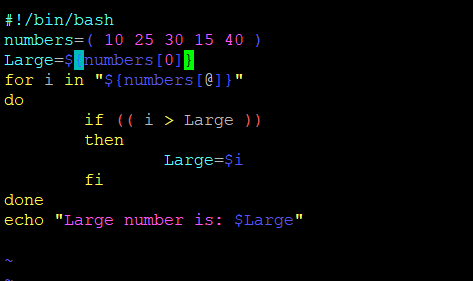 #!/bin/bash
numbers=( 10 25 30 15 40 )
Large=${numbers[0]}
for i in "${numbers[@]}"
do
        if (( i > Large ))
        then
                Large=$i
        fi
done
echo "Large number is: $Large"
~
~